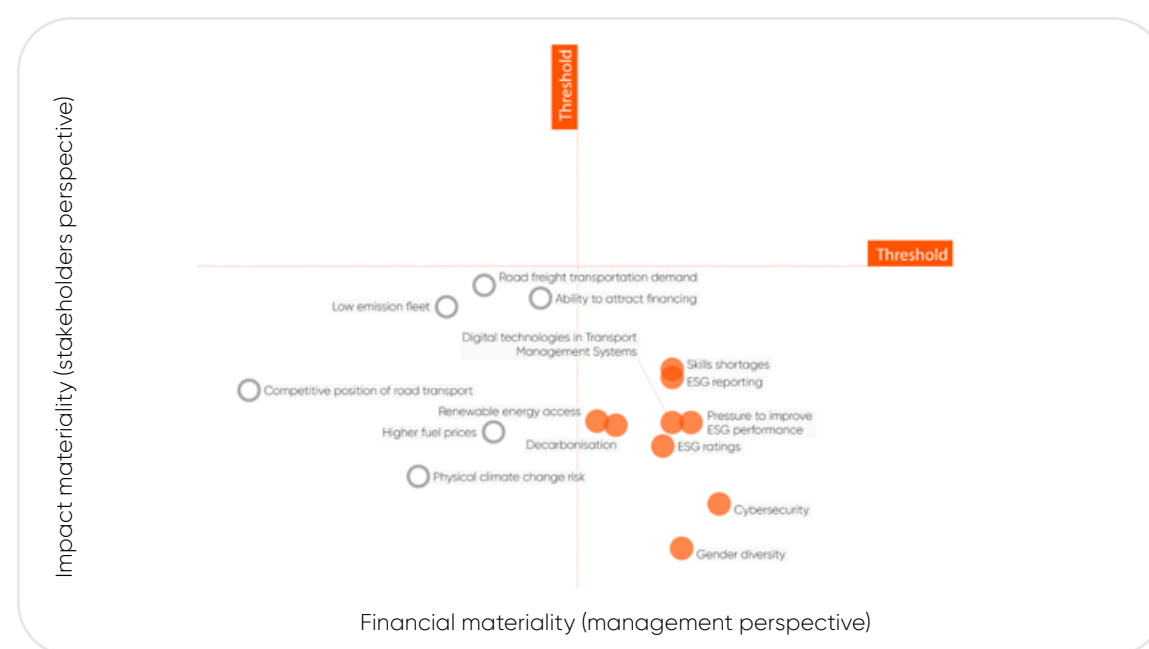 Threshold
Impact materiality (stakeholders perspective)
Threshold
Road freight transportation demand
Ability to attract financing
Low emission fleet
Digital technologies in Transport
Management Systems
Skills shortages
ESG reporting
Competitive position of road transport
Renewable energy access
Pressure to improve
ESG performance
Higher fuel prices
Decarbonisation
ESG ratings
Physical climate change risk
Cybersecurity
Gender diversity
Financial materiality (management perspective)